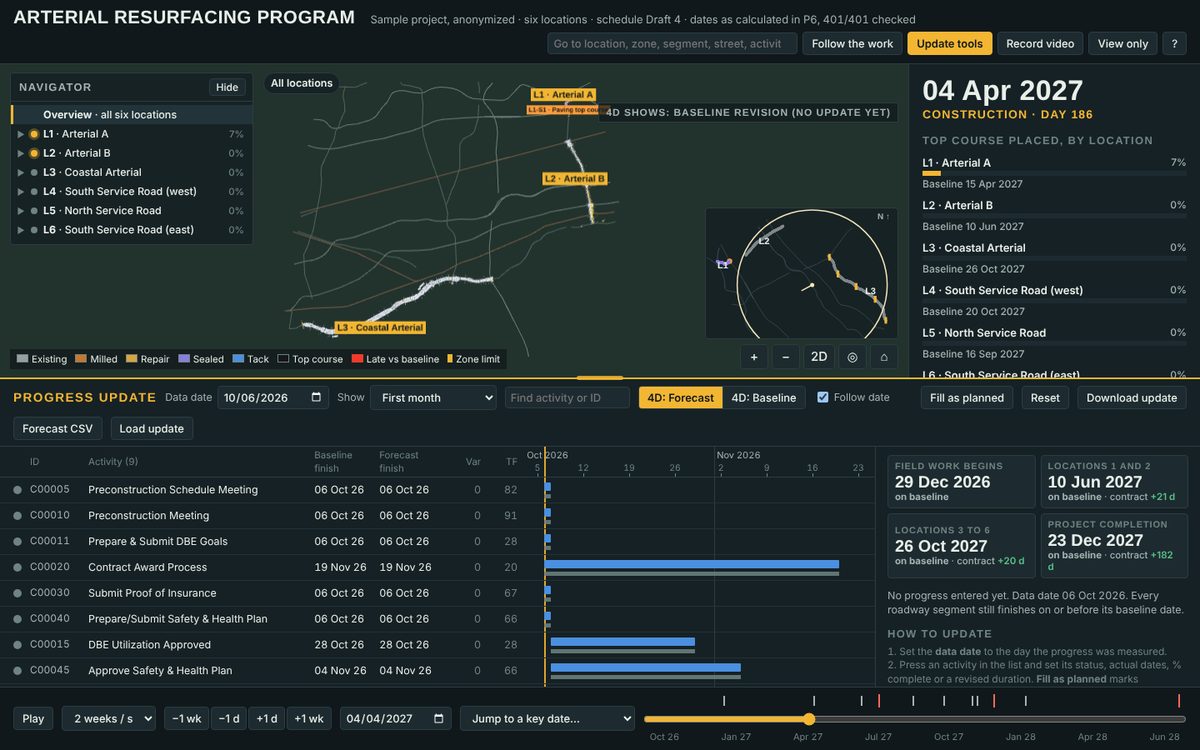 ARTERIAL RESURFACING PROGRAM
Sample project, anonymized · six locations · schedule Draft 4 · dates as calculated in P6, 401/401 checked
Go to location, zone, segment, street, activit
Follow the work
Update tools
Record video
View only
?
NAVIGATOR
Hide
Overview · all six locations
L1 · Arterial A 7%
L2 · Arterial B 0%
L3 · Coastal Arterial 0%
L4 · South Service Road (west) 0%
L5 · North Service Road 0%
L6 · South Service Road (east) 0%
All locations
L1 · Arterial A
L1-S1 · Paving top cour
4D SHOWS: BASELINE REVISION (NO UPDATE YET)
L2 · Arterial B
L3 · Coastal Arterial
N ↑
L2
L1
L3
Existing
Milled
Repair
Sealed
Tack
Top course
Late vs baseline
Zone limit
+
−
2D
◎
⌂
04 Apr 2027
CONSTRUCTION · DAY 186
TOP COURSE PLACED, BY LOCATION
L1 · Arterial A 7%
Baseline 15 Apr 2027
L2 · Arterial B 0%
Baseline 10 Jun 2027
L3 · Coastal Arterial 0%
Baseline 26 Oct 2027
L4 · South Service Road (west) 0%
Baseline 20 Oct 2027
L5 · North Service Road 0%
Baseline 16 Sep 2027
L6 · South Service Road (east) 0%
PROGRESS UPDATE
Data date
10/06/2026
Show
First month
Find activity or ID
4D: Forecast
4D: Baseline
Follow date
Fill as planned
Reset
Download update
Forecast CSV
Load update
ID Activity (9) Baseline finish Forecast finish Var TF
Oct 2026 Nov 2026
5 12 19 26 2 9 16 23
C00005 Preconstruction Schedule Meeting 06 Oct 26 06 Oct 26 0 82
C00010 Preconstruction Meeting 06 Oct 26 06 Oct 26 0 91
C00011 Prepare & Submit DBE Goals 06 Oct 26 06 Oct 26 0 28
C00020 Contract Award Process 19 Nov 26 19 Nov 26 0 20
C00030 Submit Proof of Insurance 06 Oct 26 06 Oct 26 0 67
C00040 Prepare/Submit Safety & Health Plan 06 Oct 26 06 Oct 26 0 66
C00015 DBE Utilization Approved 28 Oct 26 28 Oct 26 0 28
C00045 Approve Safety & Health Plan 04 Nov 26 04 Nov 26 0 66
FIELD WORK BEGINS
29 Dec 2026
on baseline
LOCATIONS 1 AND 2
10 Jun 2027
on baseline · contract +21 d
LOCATIONS 3 TO 6
26 Oct 2027
on baseline · contract +20 d
PROJECT COMPLETION
23 Dec 2027
on baseline · contract +182
d
No progress entered yet. Data date 06 Oct 2026. Every
roadway segment still finishes on or before its baseline date.
HOW TO UPDATE
1. Set the data date to the day the progress was measured.
2. Press an activity in the list and set its status, actual dates, %
complete or a revised duration. Fill as planned marks
Play
2 weeks / s
−1 wk
−1 d
+1 d
+1 wk
04/04/2027
Jump to a key date...
Oct 26 Jan 27 Apr 27 Jul 27 Oct 27 Jan 28 Apr 28 Jun 28